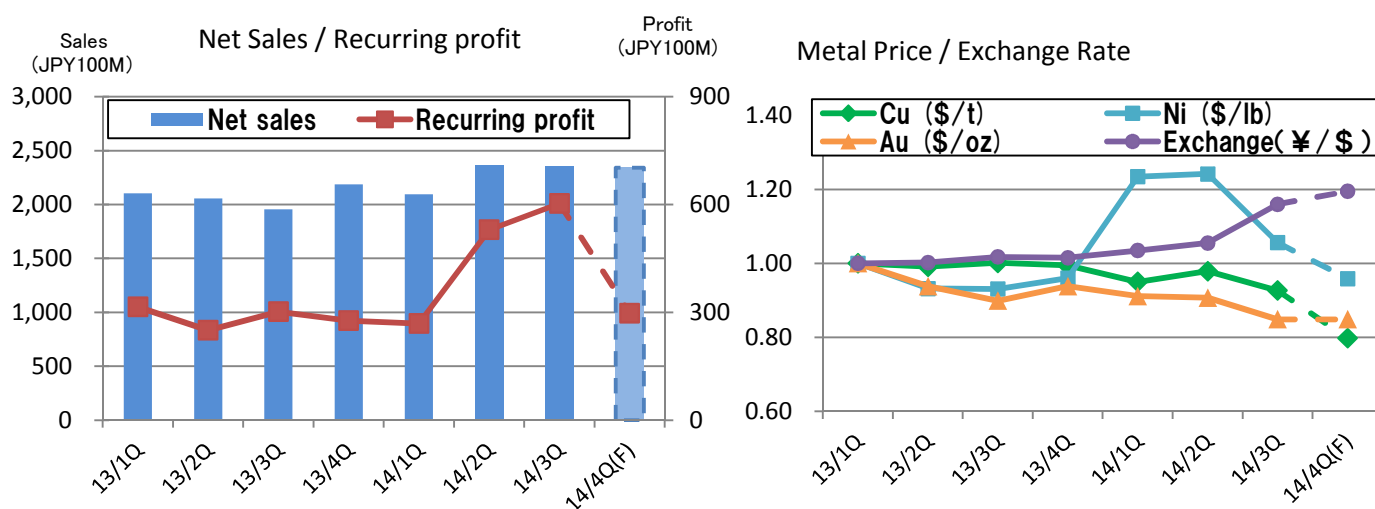 Net Sales / Recurring profit
Sales
(JPY100M)
Profit
(JPY100M)
Net sales
Recurring profit
3,000
2,500
2,000
1,500
1,000
500
0
900
600
300
0
13/1Q
13/2Q
13/3Q
13/4Q
14/1Q
14/2Q
14/3Q
14/4Q(F)
Metal Price / Exchange Rate
Cu ($/t)
Ni ($/lb)
Au ($/oz)
Exchange(¥/$)
1.40
1.20
1.00
0.80
0.60
13/1Q
13/2Q
13/3Q
13/4Q
14/1Q
14/2Q
14/3Q
14/4Q(F)